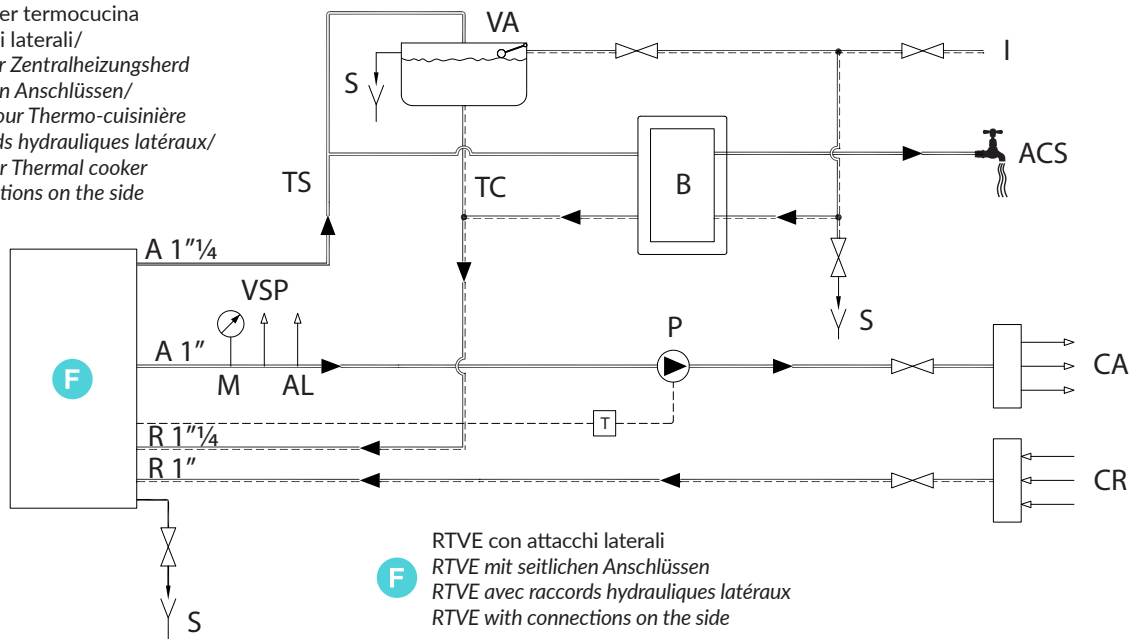 er termocucina
i laterali/
r Zentralheizungsherd
n Anschlüssen/
our Thermo-cuisinière
ds hydrauliques latéraux/
r Thermal cooker
ctions on the side
VA
I
S
ACS
TS
TC
B
A 1"¼
VSP
S
P
A 1"
F
M
AL
CA
T
R 1"¼
R 1"
CR
S
F
RTVE con attacchi laterali
RTVE mit seitlichen Anschlüssen
RTVE avec raccords hydrauliques latéraux
RTVE with connections on the side